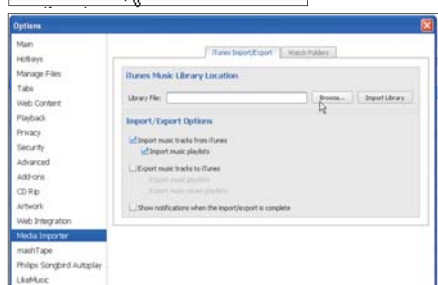 Options
Main
Hotkeys
Manage Files
Tabs
Web Content
Playback
Privacy
Security
Advanced
Add-ons
CD Rip
Artwork
Web Integration
Media Importer
mashTape
Philips Songbird Autoplay
LikeMusic
iTunes Import/Export Watch Folders
iTunes Music Library Location
Library File: Browse... Import Library
Import/Export Options
Import music tracks from iTunes
Import music playlists
Export music tracks to iTunes
Export music playlists
Export smart music playlists
Show notifications when the import/export is complete